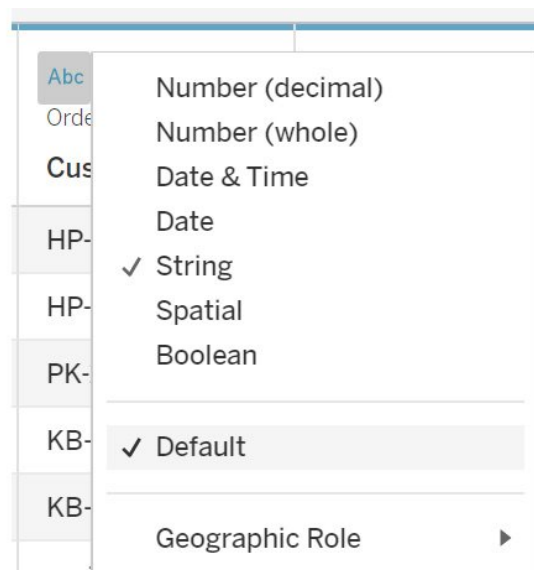 Abc
Orde
Cus
HP-
HP-
PK-
KB-
KB-
Number (decimal)
Number (whole)
Date & Time
Date
String
Spatial
Boolean
Default
Geographic Role